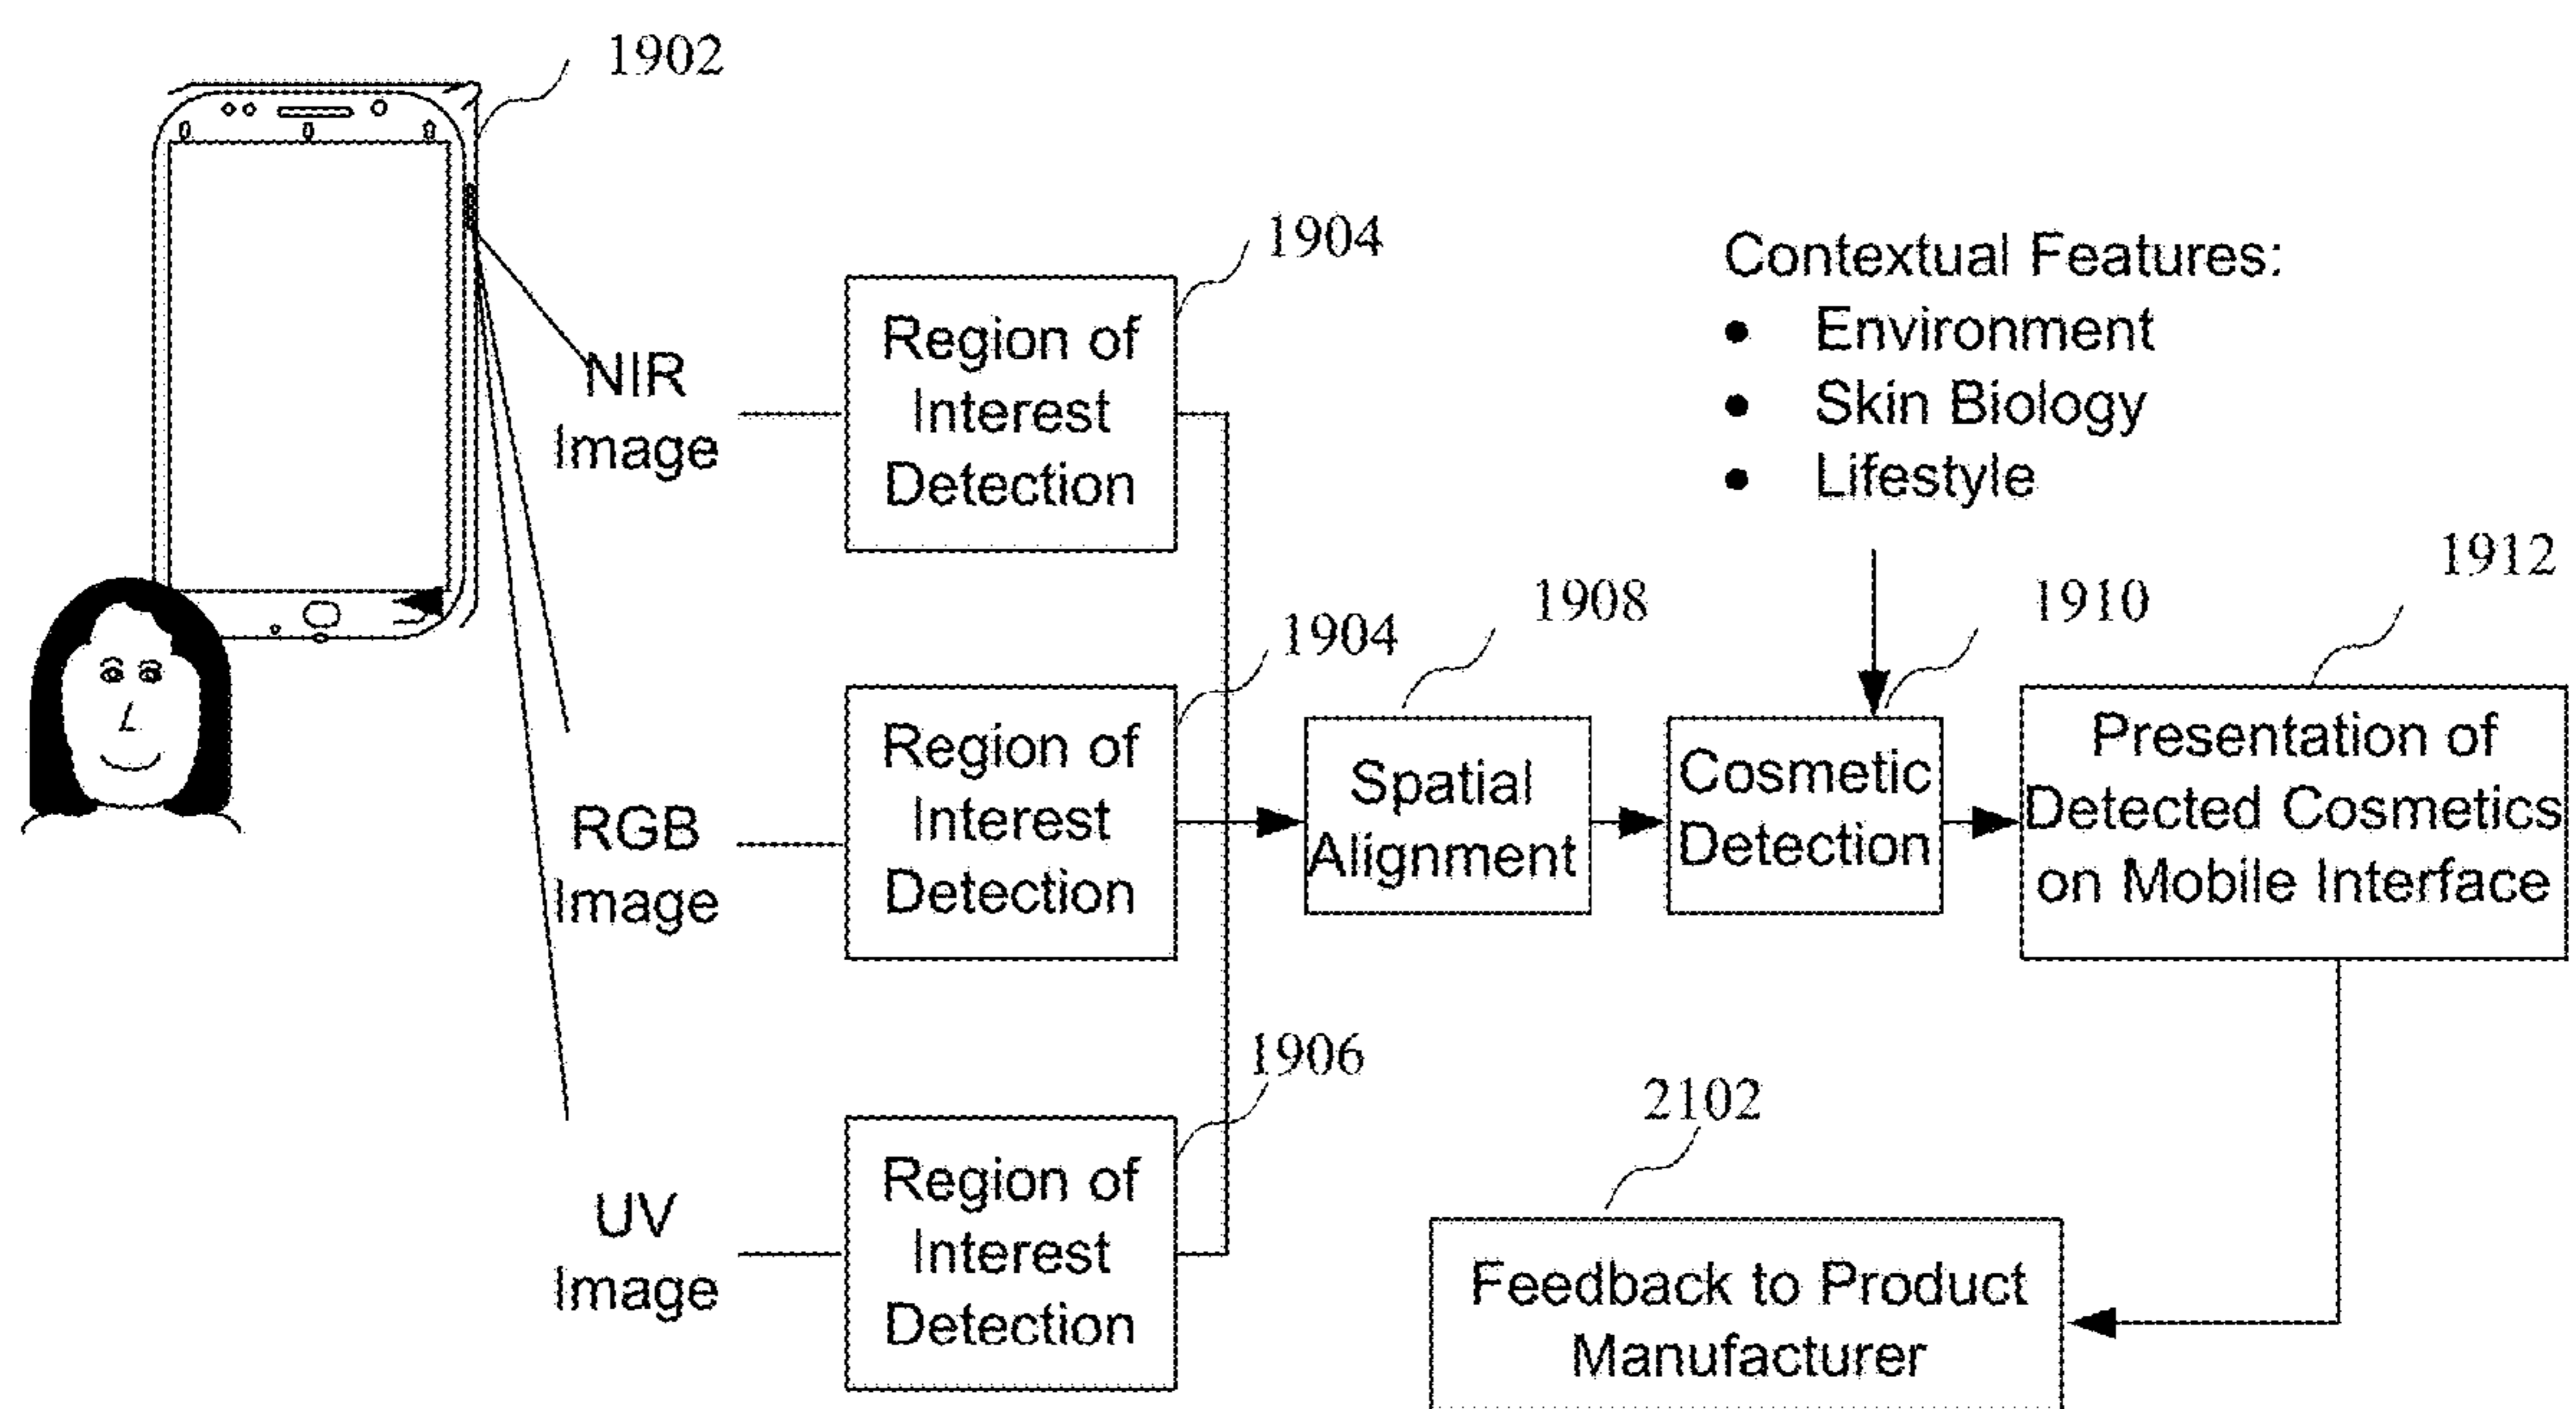 1902
NIR
Image
1904
Region of
Interest
Detection
Contextual Features:
• Environment
• Skin Biology
• Lifestyle
RGB
Image
1904
Region of
Interest
Detection
1908
Spatial
Alignment
1910
Cosmetic
Detection
1912
Presentation of
Detected Cosmetics
on Mobile Interface
UV
Image
1906
Region of
Interest
Detection
2102
Feedback to Product
Manufacturer